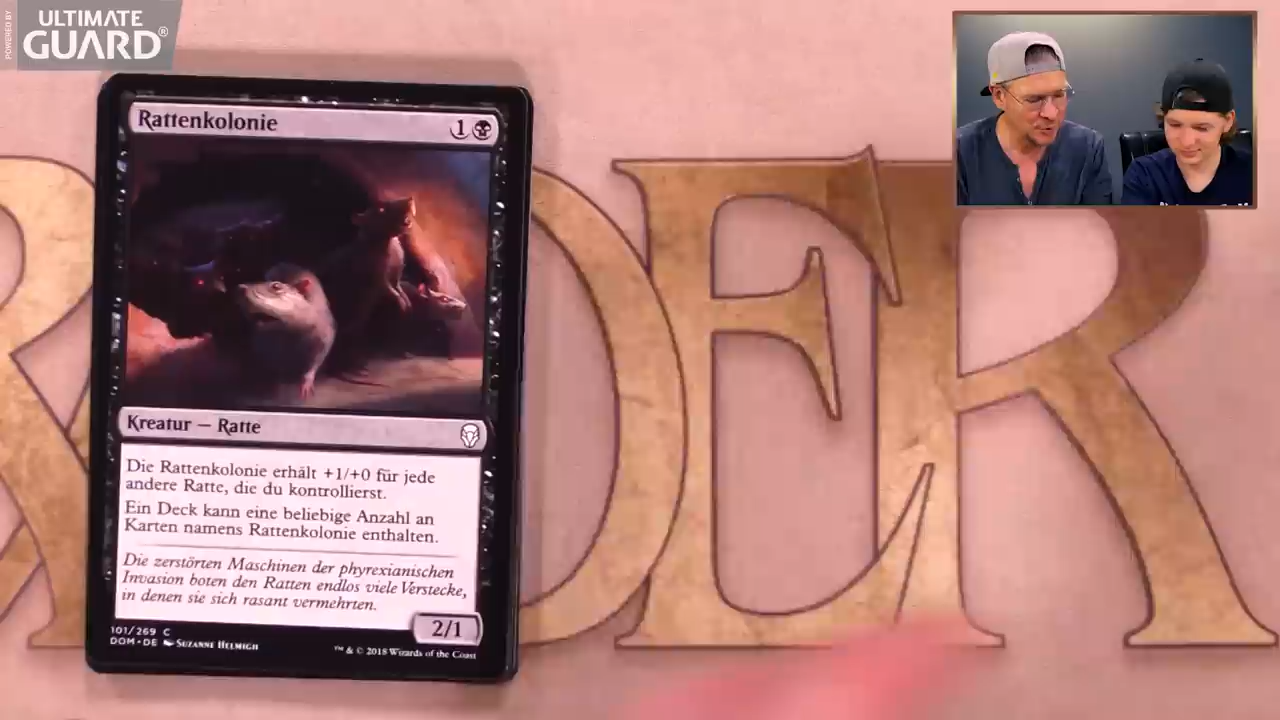 POWERED BY
ULTIMATE
GUARD®
Rattenkolonie
1
Kreatur — Ratte
Die Rattenkolonie erhält +1/+0 für jede
andere Ratte, die du kontrollierst.
Ein Deck kann eine beliebige Anzahl an
Karten namens Rattenkolonie enthalten.
Die zerstörten Maschinen der phyrexianischen
Invasion boten den Ratten endlos viele Verstecke,
in denen sie sich rasant vermehrten.
2/1
101/269 C
DOM • DE SUZANNE HELMIGH
™ & © 2018 Wizards of the Coast
DER